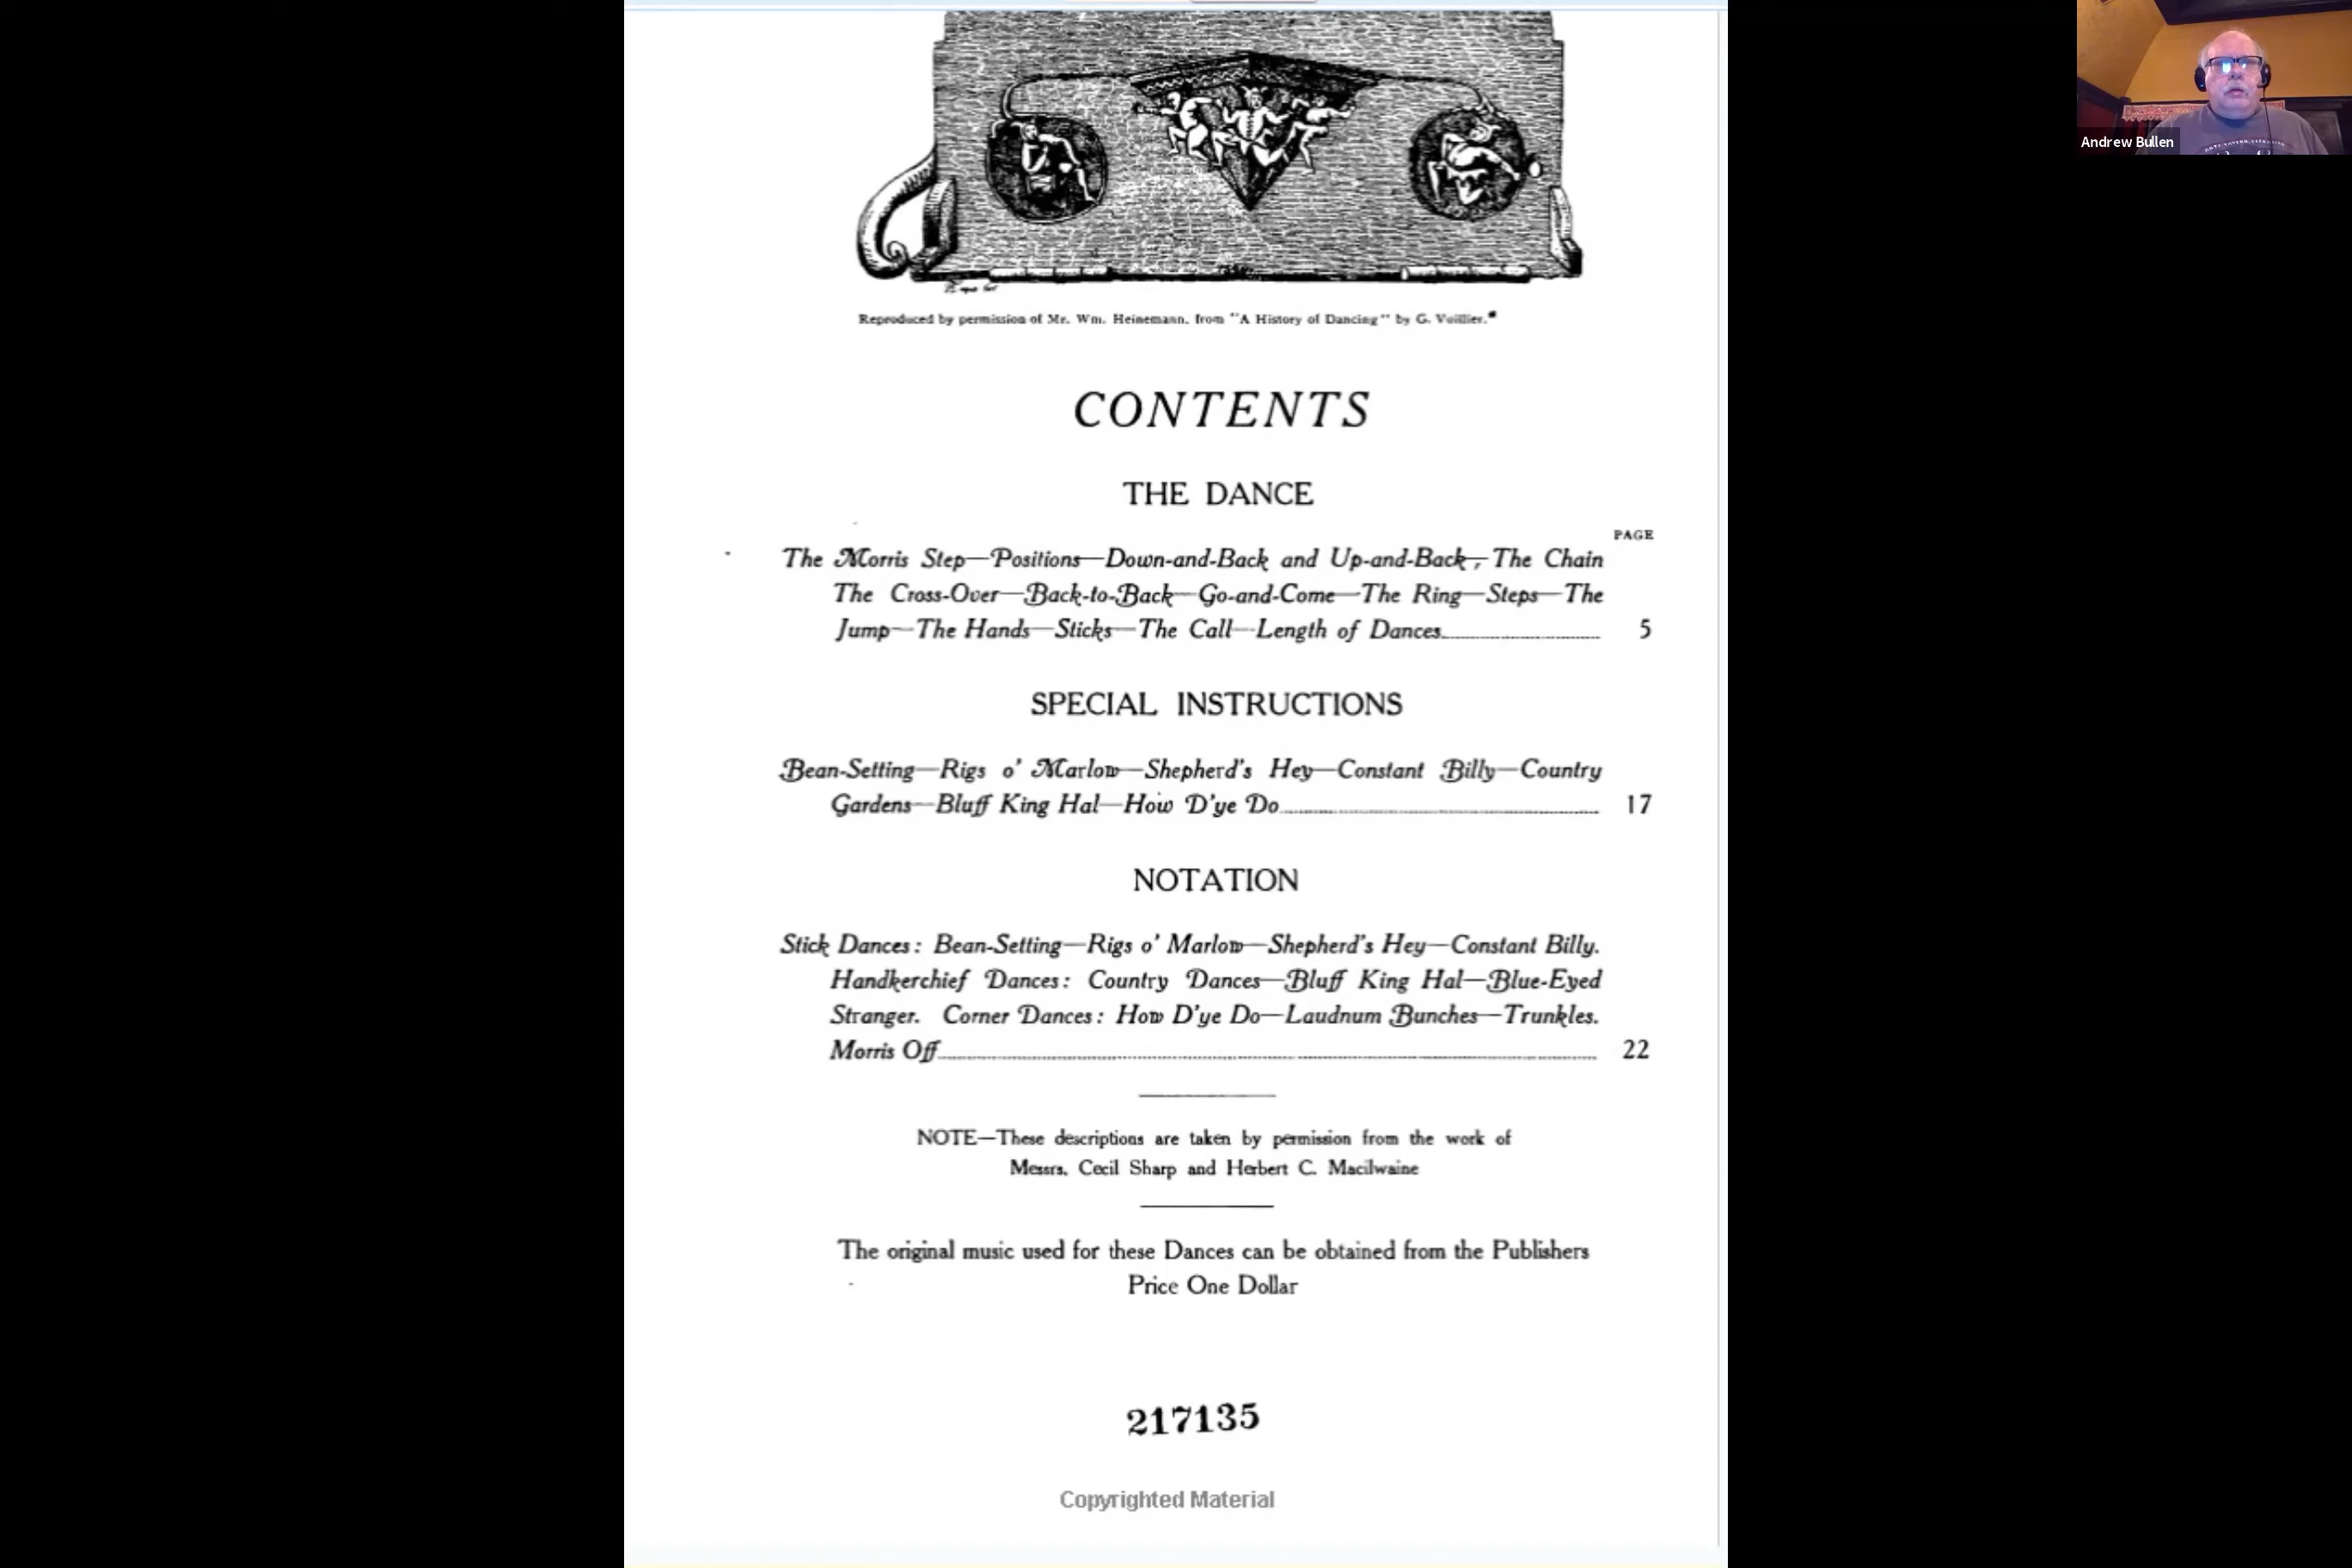 Andrew Bullen
Reproduced by permission of Mr. Wm. Heinemann, from "A History of Dancing" by G. Vuillier.*
CONTENTS
THE DANCE
PAGE
The Morris Step—Positions—Down-and-Back and Up-and-Back, The Chain
The Cross-Over—Back-to-Back—Go-and-Come—The Ring—Steps—The
Jump—The Hands—Sticks—The Call—Length of Dances 5
SPECIAL INSTRUCTIONS
Bean-Setting—Rigs o' Marlow—Shepherd's Hey—Constant Billy—Country
Gardens—Bluff King Hal—How D'ye Do 17
NOTATION
Stick Dances: Bean-Setting—Rigs o' Marlow—Shepherd's Hey—Constant Billy.
Handkerchief Dances: Country Dances—Bluff King Hal—Blue-Eyed
Stranger. Corner Dances: How D'ye Do—Laudnum Bunches—Trunkles.
Morris Off 22
NOTE—These descriptions are taken by permission from the work of
Messrs. Cecil Sharp and Herbert C. Macilwaine
The original music used for these Dances can be obtained from the Publishers
Price One Dollar
217135
Copyrighted Material